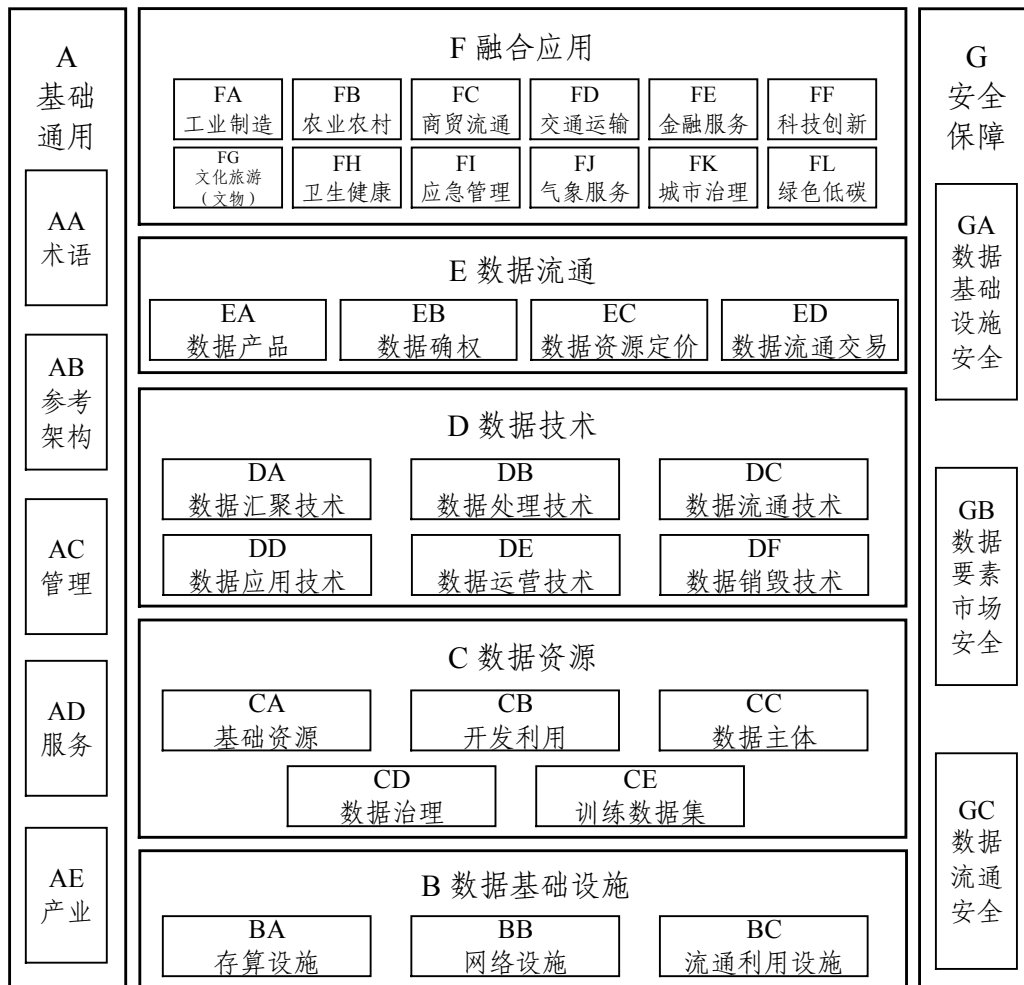 A
基础
通用
AA
术语
AB
参考
架构
AC
管理
AD
服务
AE
产业
F 融合应用
FA
工业制造
FB
农业农村
FC
商贸流通
FD
交通运输
FE
金融服务
FF
科技创新
FG
文化旅游
(文物)
FH
卫生健康
FI
应急管理
FJ
气象服务
FK
城市治理
FL
绿色低碳
E 数据流通
EA
数据产品
EB
数据确权
EC
数据资源定价
ED
数据流通交易
D 数据技术
DA
数据汇聚技术
DB
数据处理技术
DC
数据流通技术
DD
数据应用技术
DE
数据运营技术
DF
数据销毁技术
C 数据资源
CA
基础资源
CB
开发利用
CC
数据主体
CD
数据治理
CE
训练数据集
B 数据基础设施
BA
存算设施
BB
网络设施
BC
流通利用设施
G
安全
保障
GA
数据
基础
设施
安全
GB
数据
要素
市场
安全
GC
数据
流通
安全